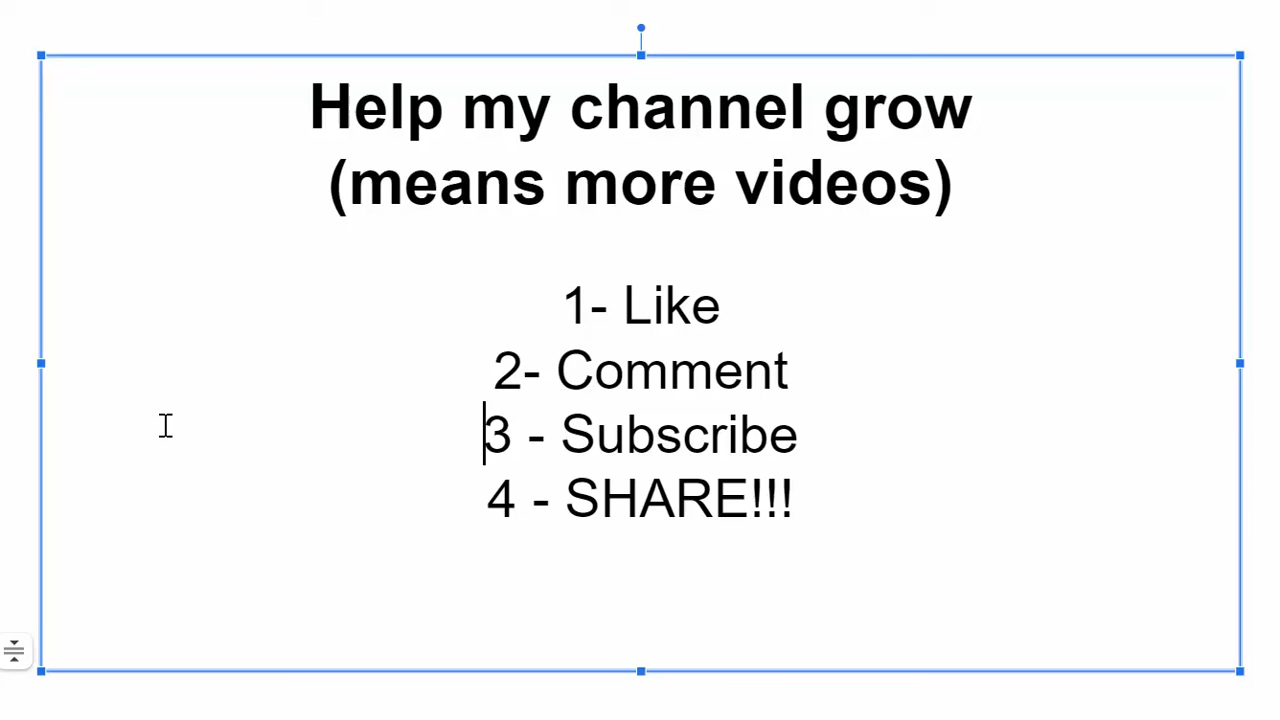 Help my channel grow
(means more videos)
1- Like
2- Comment
3 - Subscribe
4 - SHARE!!!